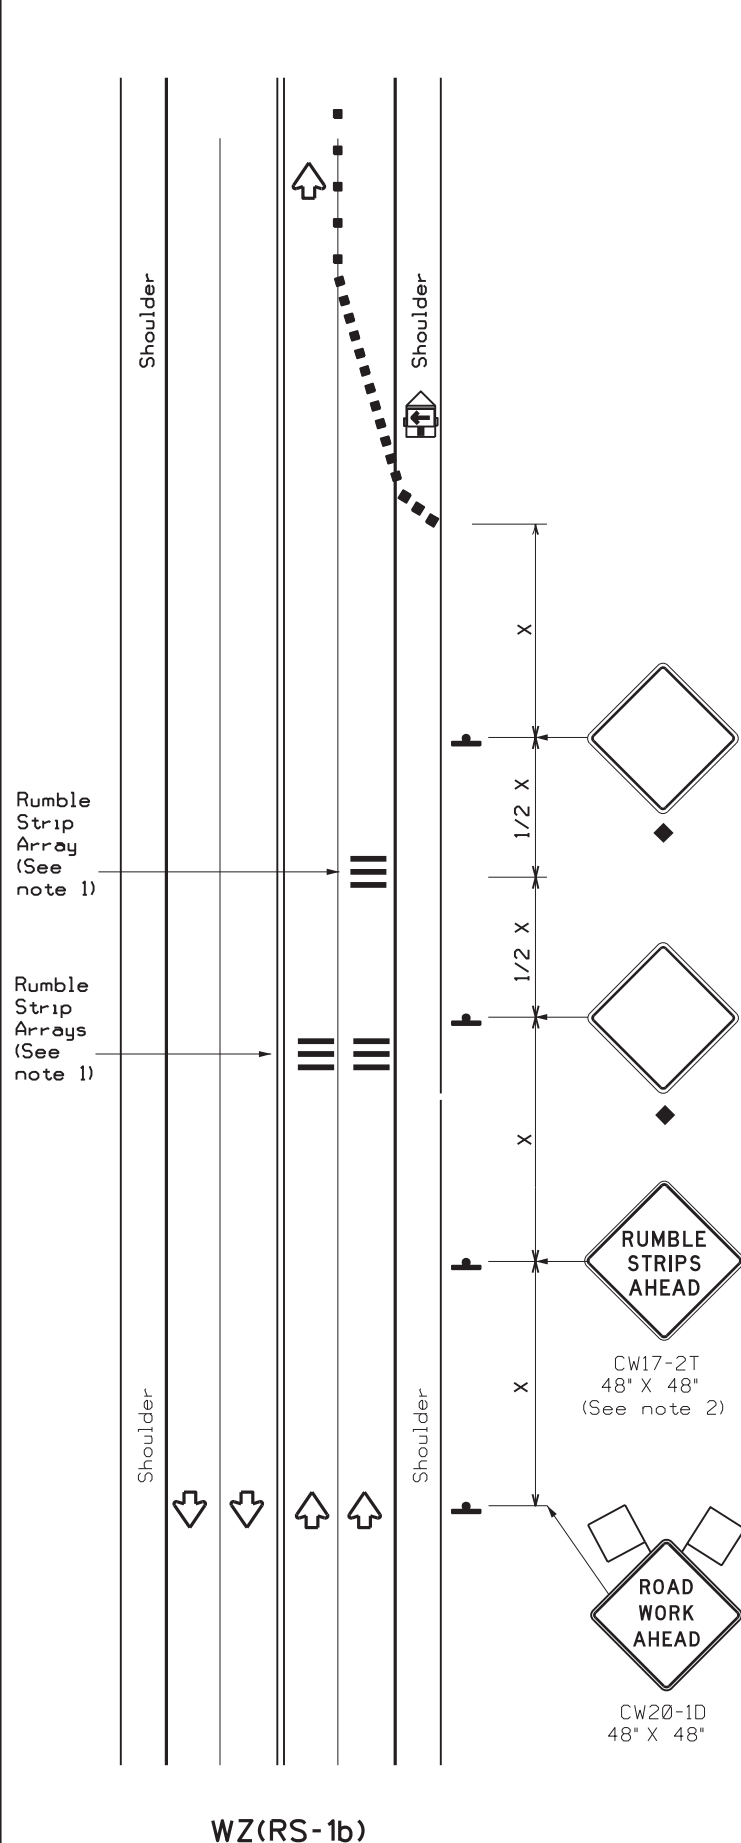 Shoulder
Shoulder
X
1/2 X
Rumble
Strip
Array
(See
note 1)
1/2 X
Rumble
Strip
Arrays
(See
note 1)
X
RUMBLE
STRIPS
AHEAD
CW17-2T
48" X 48"
(See note 2)
X
Shoulder
Shoulder
ROAD
WORK
AHEAD
CW20-1D
48" X 48"
WZ(RS-1b)